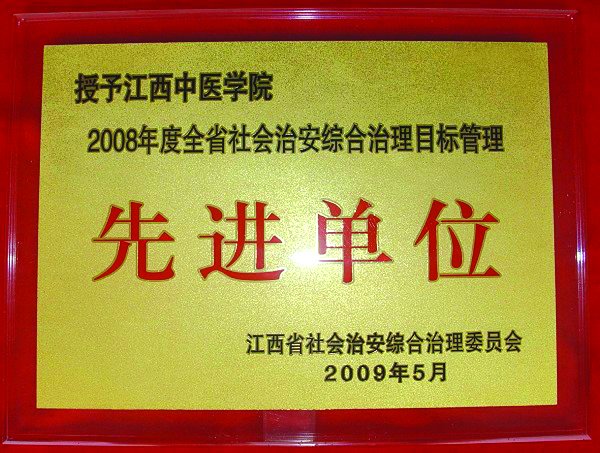 授予江西中医学院
2008年度全省社会治安综合治理目标管理
先进单位
江西省社会治安综合治理委员会
2009年5月